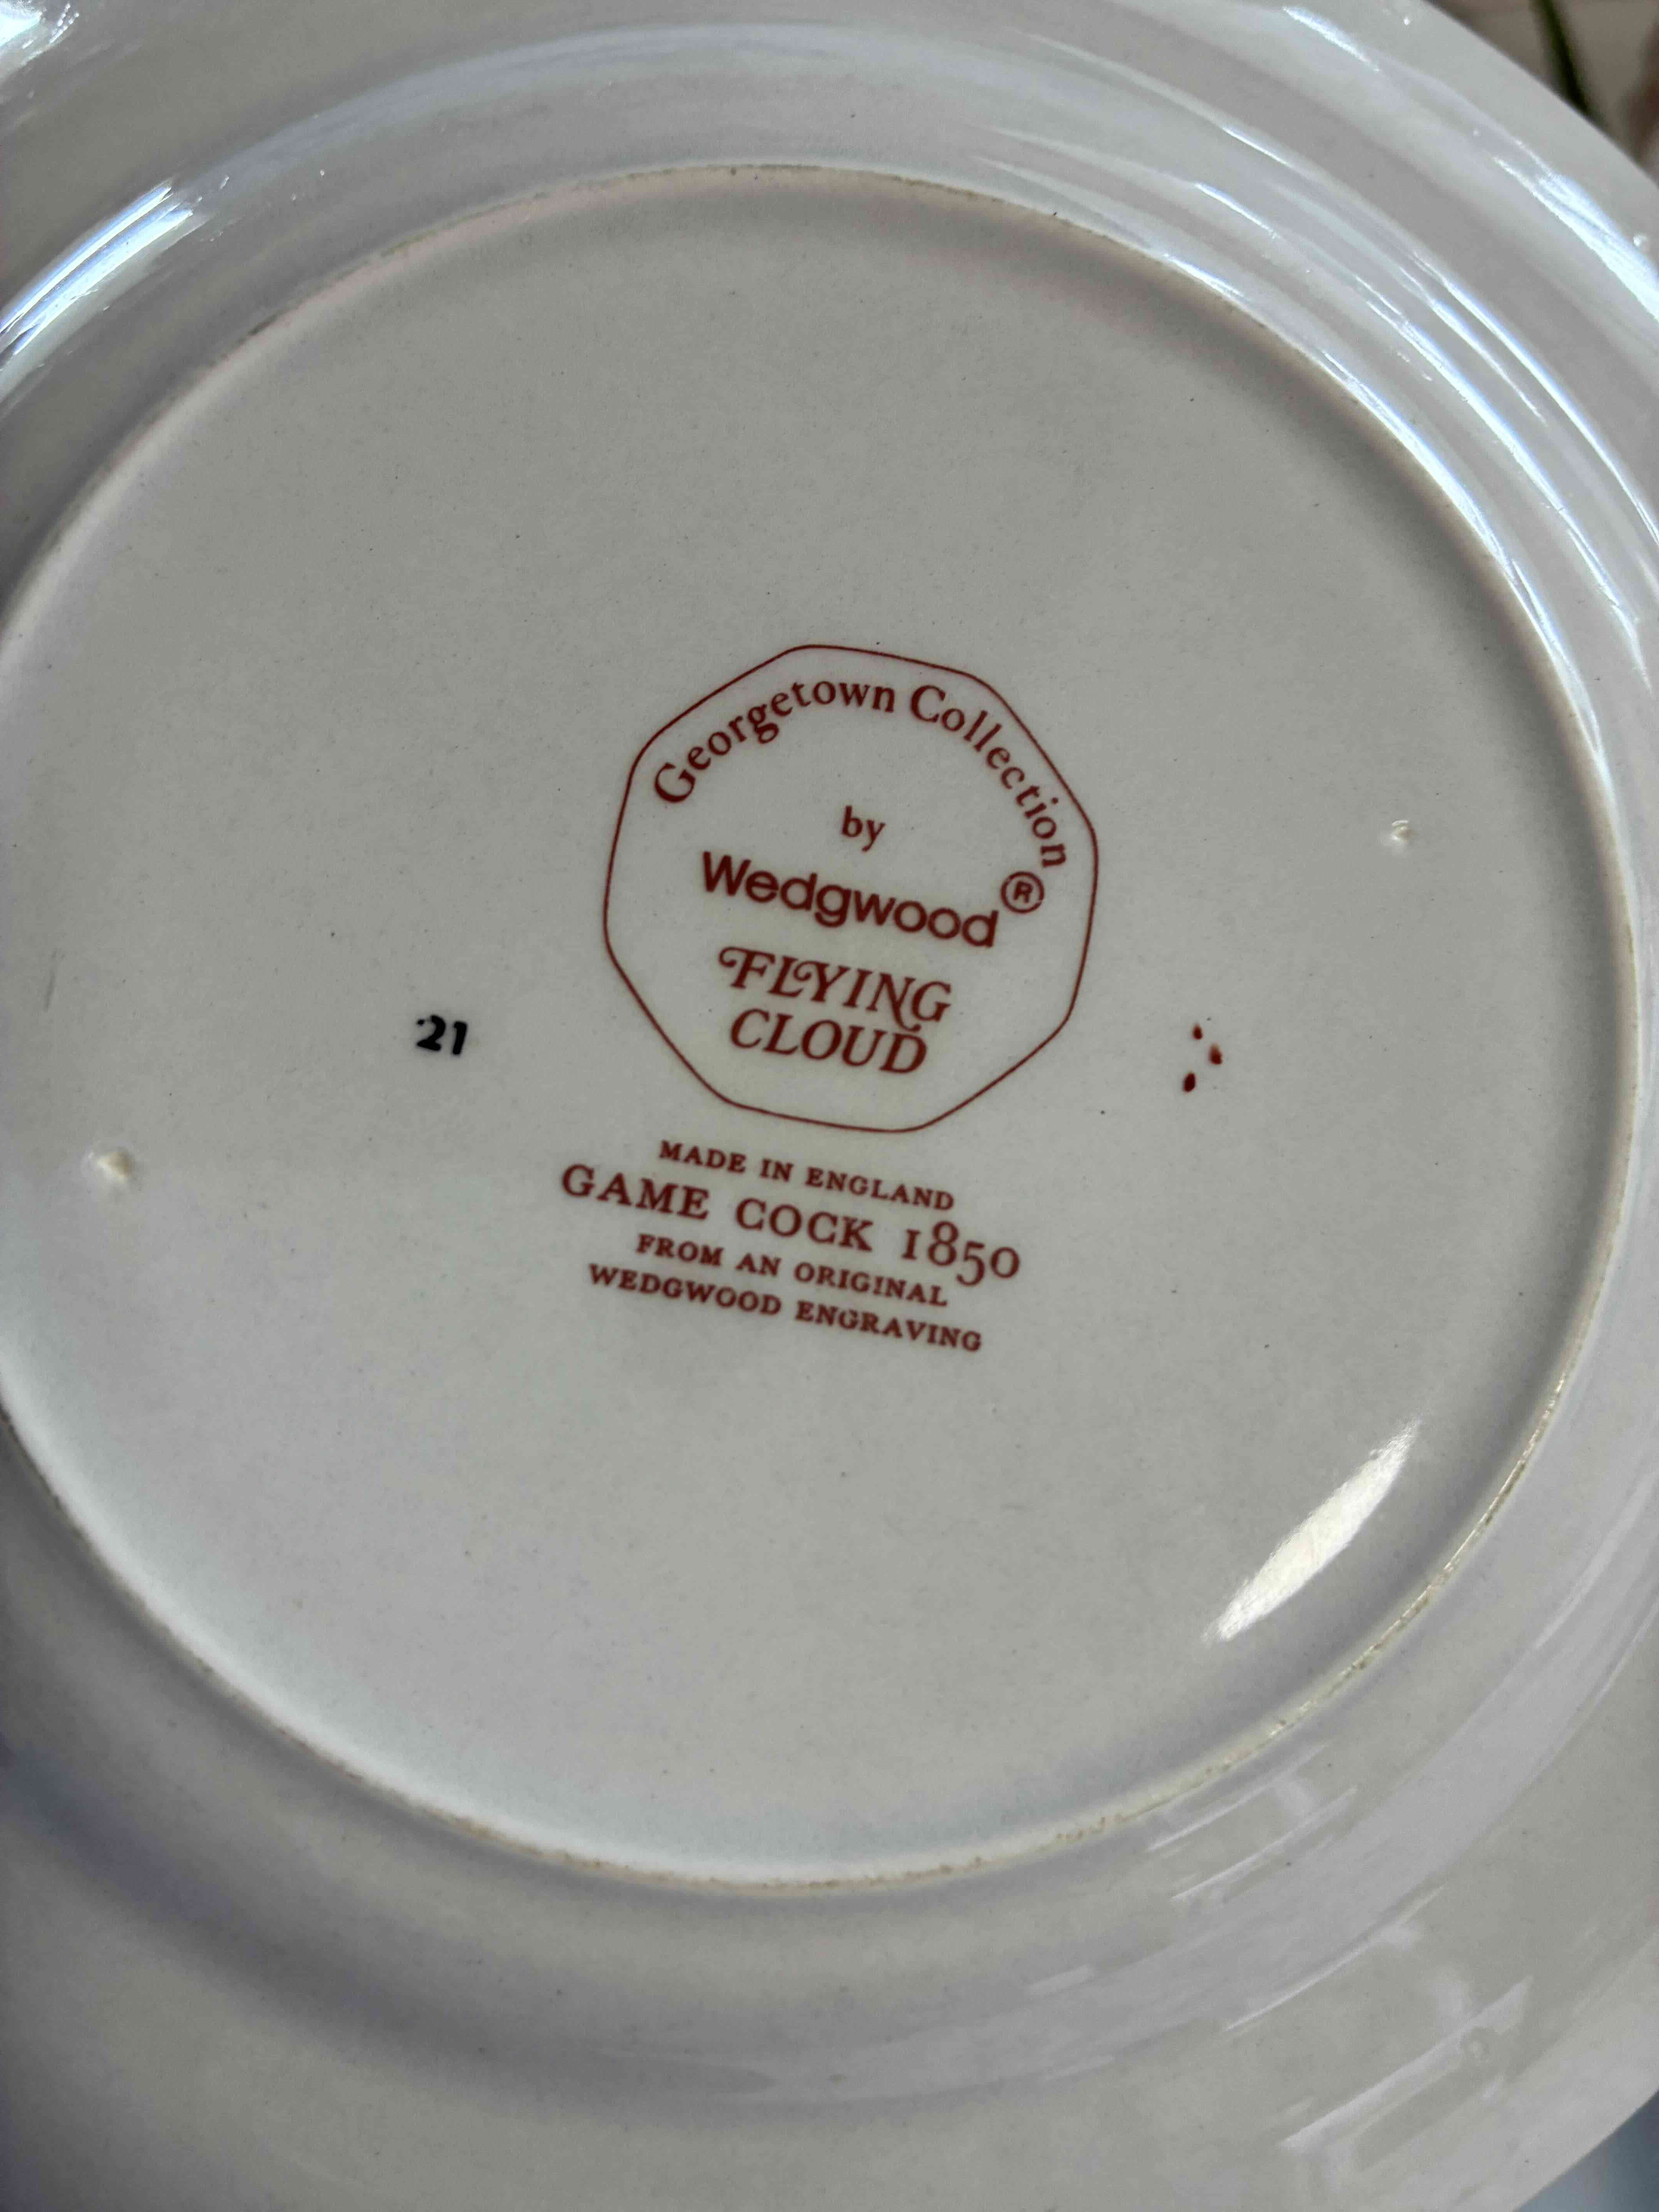 Georgetown Collection
by
Wedgwood®
FLYING
CLOUD
21
MADE IN ENGLAND
GAME COCK 1850
FROM AN ORIGINAL
WEDGWOOD ENGRAVING